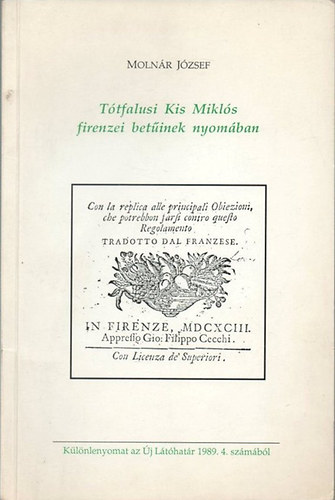 MOLNÁR JÓZSEF
Tótfalusi Kis Miklós
firenzei betűinek nyomában
Con la replica alle principali Obiezioni,
che potrebbon farsi contro questo
Regolamento
TRADOTTO DAL FRANZESE.
IN FIRENZE, MDCXCIII.
Appresso Gio: Filippo Cecchi.
Con Licenza de' Superiori.
Különlenyomat az Új Látóhatár 1989. 4. számából